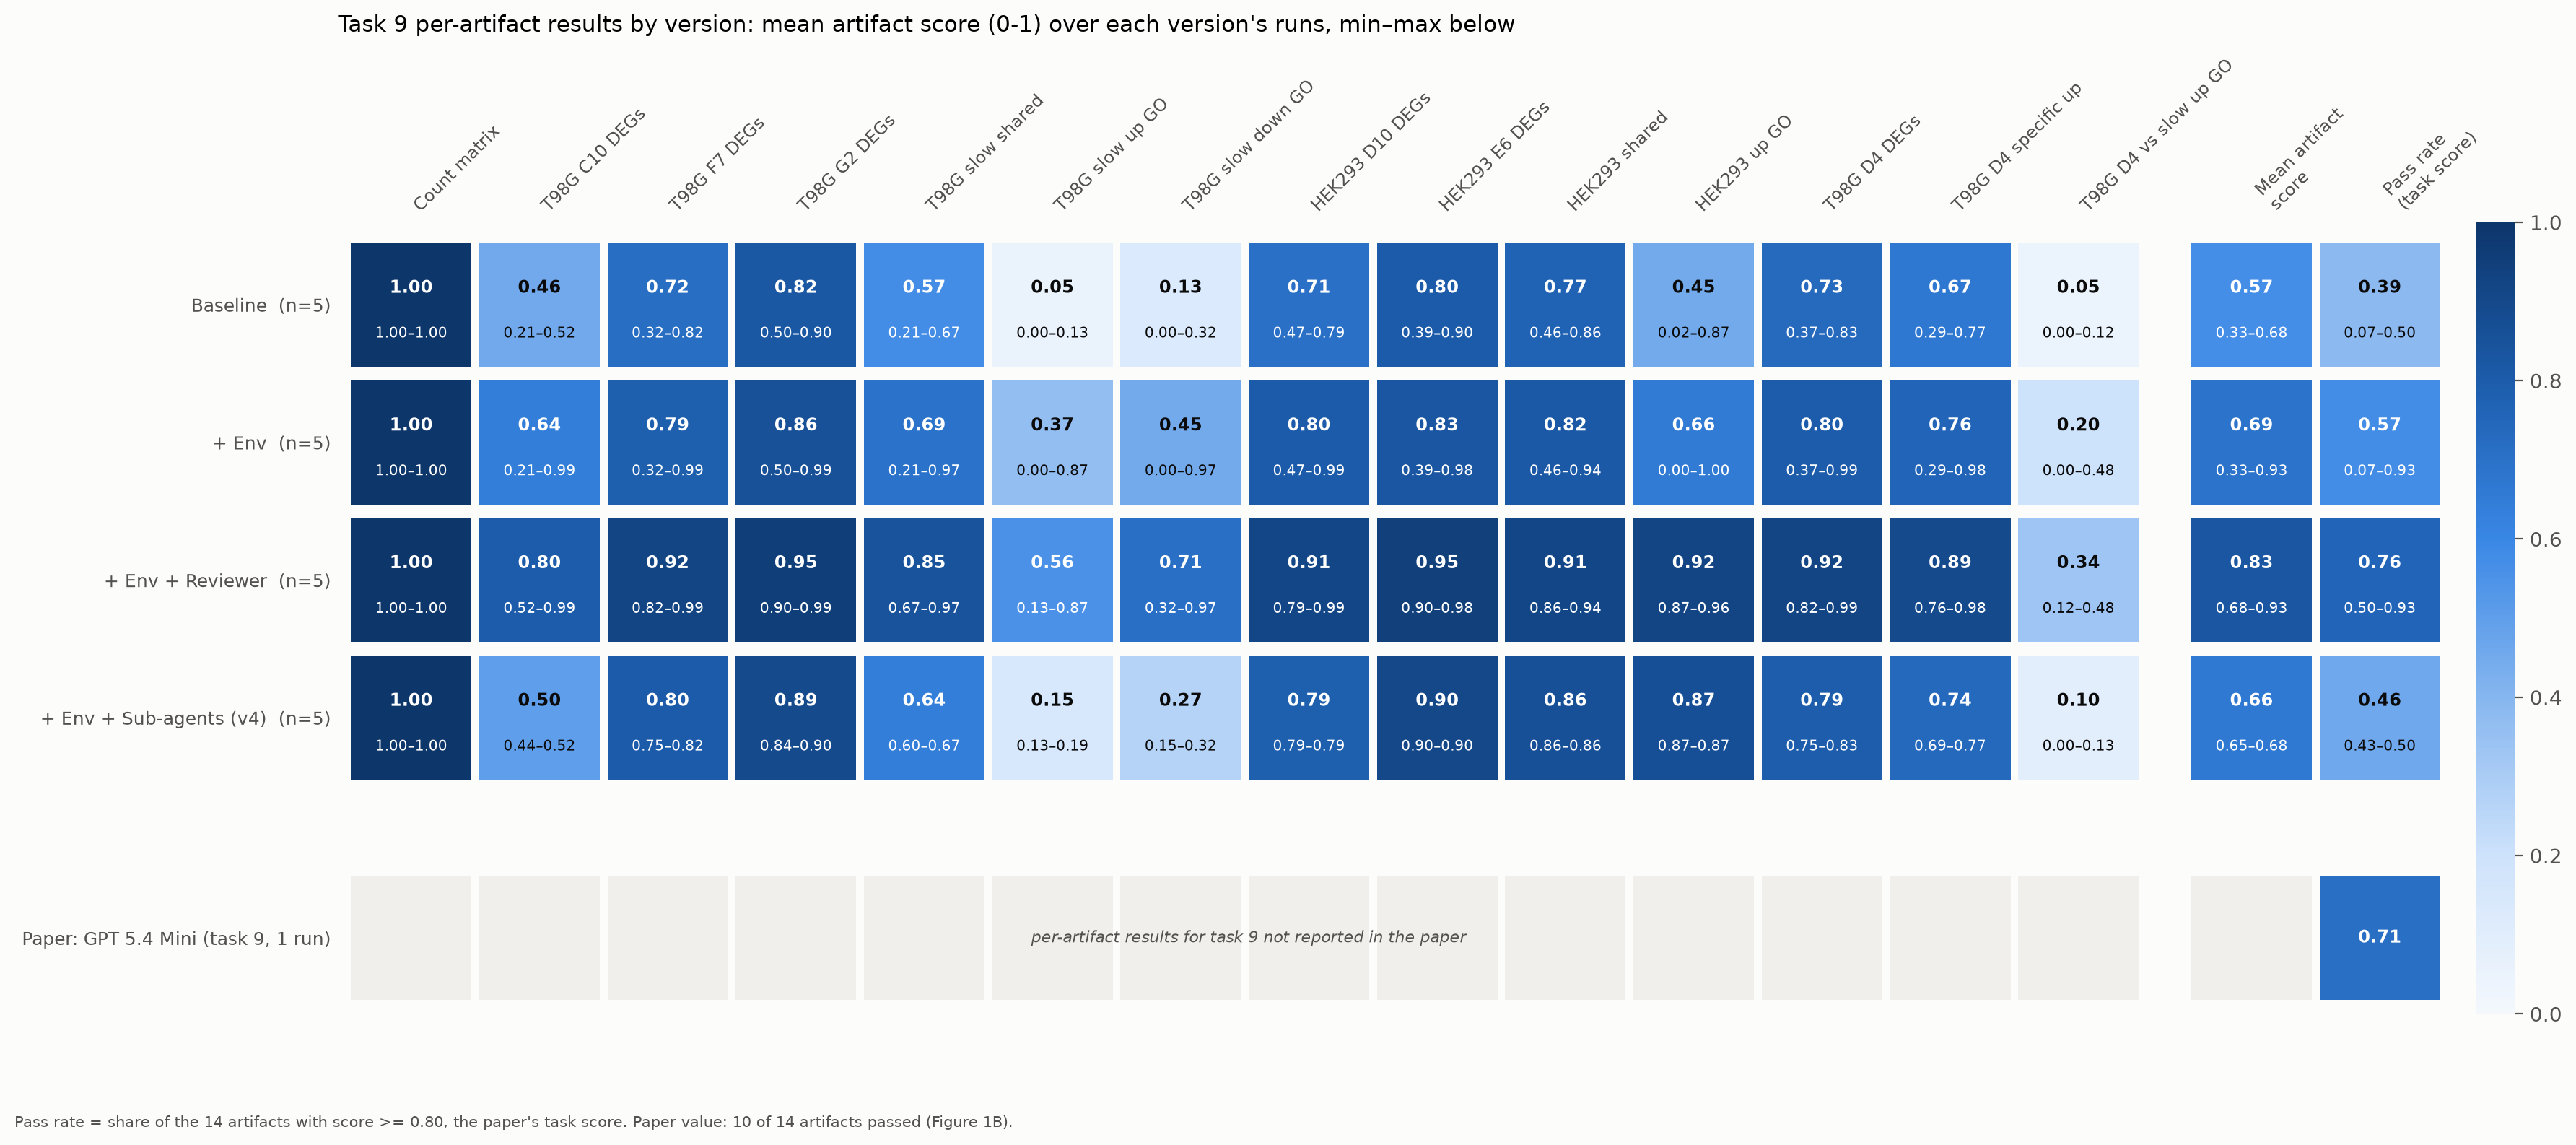 Task 9 per-artifact results by version: mean artifact score (0-1) over each version's runs, min–max below
Count matrix
T98G C10 DEGs
T98G F7 DEGs
T98G G2 DEGs
T98G slow shared
T98G slow up GO
T98G slow down GO
HEK293 D10 DEGs
HEK293 E6 DEGs
HEK293 shared
HEK293 up GO
T98G D4 DEGs
T98G D4 specific up
T98G D4 vs slow up GO
Mean artifact
score
Pass rate
(task score)
Baseline (n=5)
1.00 0.46 0.72 0.82 0.57 0.05 0.13 0.71 0.80 0.77 0.45 0.73 0.67 0.05 0.57 0.39
1.00–1.00 0.21–0.52 0.32–0.82 0.50–0.90 0.21–0.67 0.00–0.13 0.00–0.32 0.47–0.79 0.39–0.90 0.46–0.86 0.02–0.87 0.37–0.83 0.29–0.77 0.00–0.12 0.33–0.68 0.07–0.50
+ Env (n=5)
1.00 0.64 0.79 0.86 0.69 0.37 0.45 0.80 0.83 0.82 0.66 0.80 0.76 0.20 0.69 0.57
1.00–1.00 0.21–0.99 0.32–0.99 0.50–0.99 0.21–0.97 0.00–0.87 0.00–0.97 0.47–0.99 0.39–0.98 0.46–0.94 0.00–1.00 0.37–0.99 0.29–0.98 0.00–0.48 0.33–0.93 0.07–0.93
+ Env + Reviewer (n=5)
1.00 0.80 0.92 0.95 0.85 0.56 0.71 0.91 0.95 0.91 0.92 0.92 0.89 0.34 0.83 0.76
1.00–1.00 0.52–0.99 0.82–0.99 0.90–0.99 0.67–0.97 0.13–0.87 0.32–0.97 0.79–0.99 0.90–0.98 0.86–0.94 0.87–0.96 0.82–0.99 0.76–0.98 0.12–0.48 0.68–0.93 0.50–0.93
+ Env + Sub-agents (v4) (n=5)
1.00 0.50 0.80 0.89 0.64 0.15 0.27 0.79 0.90 0.86 0.87 0.79 0.74 0.10 0.66 0.46
1.00–1.00 0.44–0.52 0.75–0.82 0.84–0.90 0.60–0.67 0.13–0.19 0.15–0.32 0.79–0.79 0.90–0.90 0.86–0.86 0.87–0.87 0.75–0.83 0.69–0.77 0.00–0.13 0.65–0.68 0.43–0.50
Paper: GPT 5.4 Mini (task 9, 1 run)
per-artifact results for task 9 not reported in the paper
0.71
1.0
0.8
0.6
0.4
0.2
0.0
Pass rate = share of the 14 artifacts with score >= 0.80, the paper's task score. Paper value: 10 of 14 artifacts passed (Figure 1B).